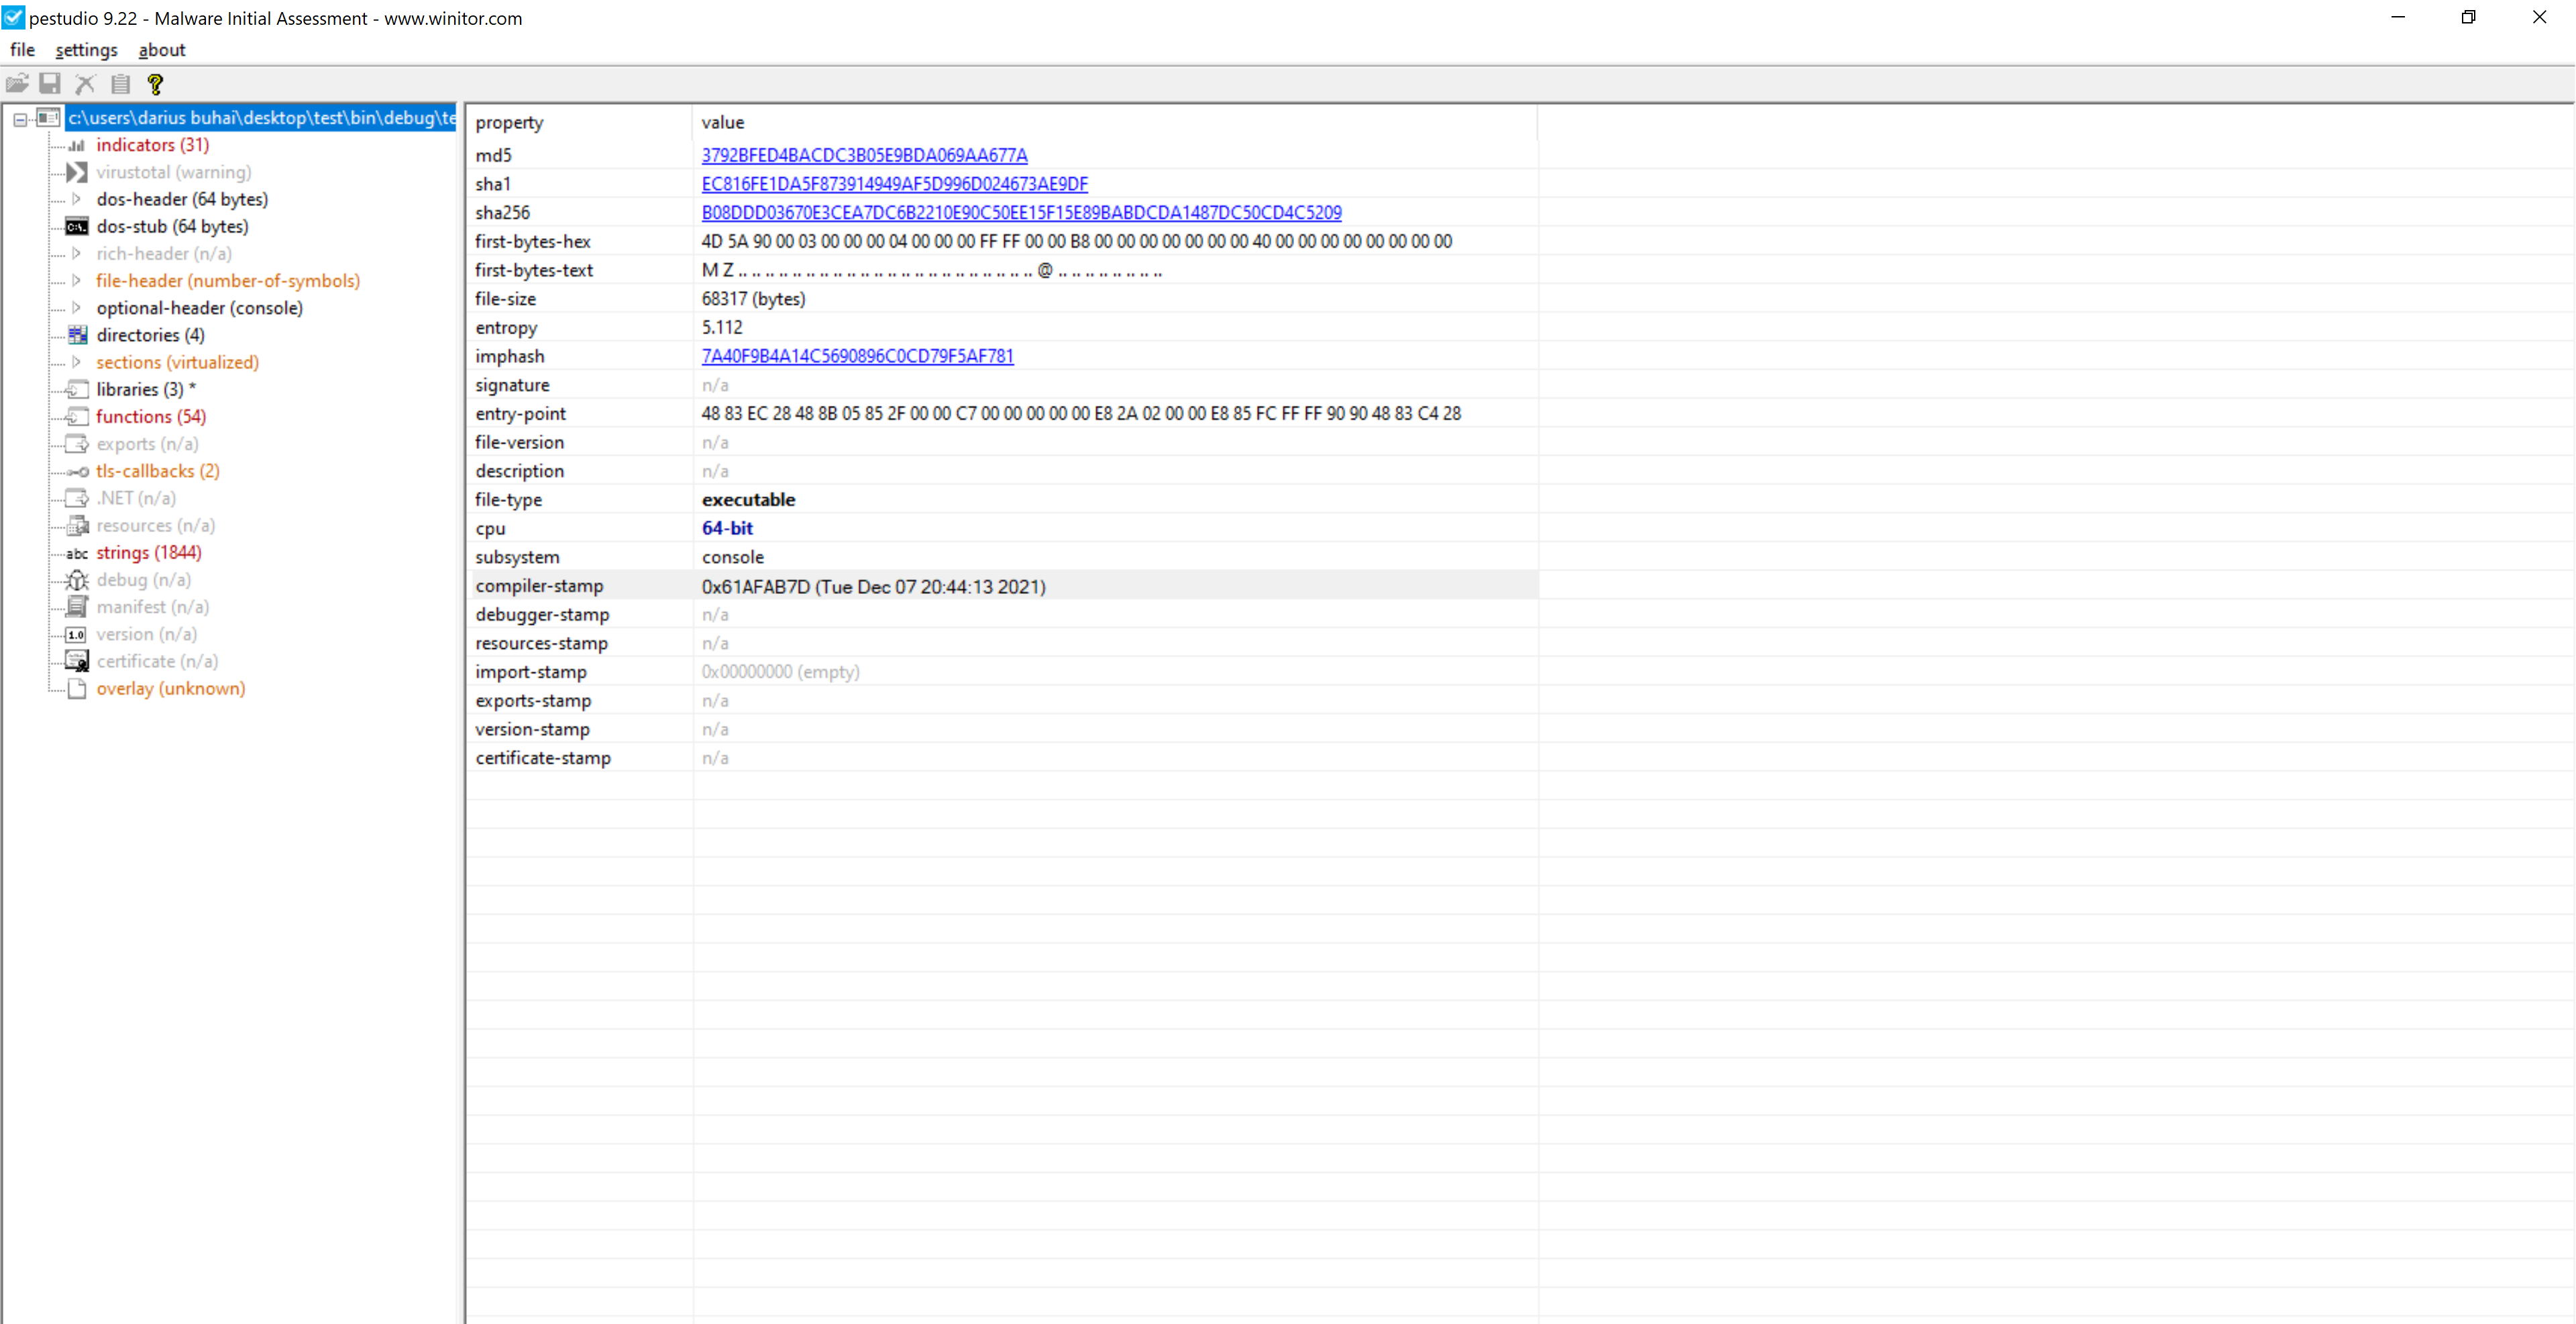 pestudio 9.22 - Malware Initial Assessment - www.winitor.com
file settings about
c:\users\darius buhai\desktop\test\bin\debug\te
indicators (31)
virustotal (warning)
dos-header (64 bytes)
dos-stub (64 bytes)
rich-header (n/a)
file-header (number-of-symbols)
optional-header (console)
directories (4)
sections (virtualized)
libraries (3) *
functions (54)
exports (n/a)
tls-callbacks (2)
.NET (n/a)
resources (n/a)
abc strings (1844)
debug (n/a)
manifest (n/a)
1.0 version (n/a)
certificate (n/a)
overlay (unknown)
property value
md5 3792BFED4BACDC3B05E9BDA069AA677A
sha1 EC816FE1DA5F873914949AF5D996D024673AE9DF
sha256 B08DDD03670E3CEA7DC6B2210E90C50EE15F15E89BABDCDA1487DC50CD4C5209
first-bytes-hex 4D 5A 90 00 03 00 00 00 04 00 00 00 FF FF 00 00 B8 00 00 00 00 00 00 00 40 00 00 00 00 00 00 00 00
first-bytes-text M Z .. .. .. .. .. .. .. .. .. .. .. .. .. .. .. .. .. .. .. .. .. .. @ .. .. .. .. .. .. .. ..
file-size 68317 (bytes)
entropy 5.112
imphash 7A40F9B4A14C5690896C0CD79F5AF781
signature n/a
entry-point 48 83 EC 28 48 8B 05 85 2F 00 00 C7 00 00 00 00 00 E8 2A 02 00 00 E8 85 FC FF FF 90 90 48 83 C4 28
file-version n/a
description n/a
file-type executable
cpu 64-bit
subsystem console
compiler-stamp 0x61AFAB7D (Tue Dec 07 20:44:13 2021)
debugger-stamp n/a
resources-stamp n/a
import-stamp 0x00000000 (empty)
exports-stamp n/a
version-stamp n/a
certificate-stamp n/a